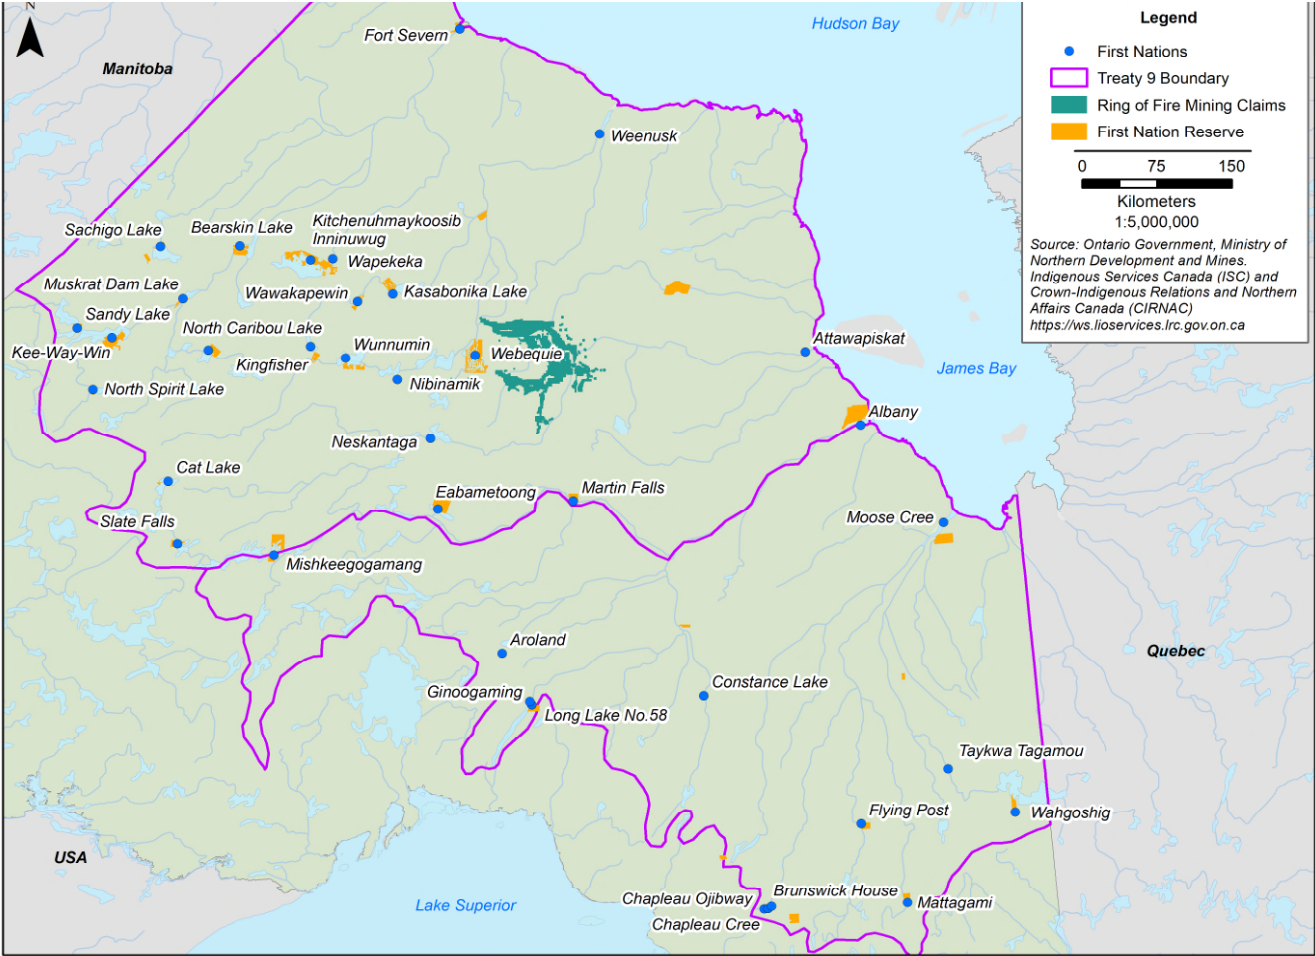 N
Fort Severn
Hudson Bay
Manitoba
Weenusk
Legend
First Nations
Treaty 9 Boundary
Ring of Fire Mining Claims
First Nation Reserve
0 75 150
Kilometers
1:5,000,000
Source: Ontario Government, Ministry of
Northern Development and Mines.
Indigenous Services Canada (ISC) and
Crown-Indigenous Relations and Northern
Affairs Canada (CIRNAC)
https://ws.lioservices.lrc.gov.on.ca
Sachigo Lake
Bearskin Lake
Kitchenuhmaykoosib
Inninuwug
Wapekeka
Muskrat Dam Lake
Wawakapewin
Kasabonika Lake
Sandy Lake
North Caribou Lake
Kee-Way-Win
Kingfisher
Wunnumin
Webequie
Attawapiskat
North Spirit Lake
Nibinamik
James Bay
Neskantaga
Albany
Cat Lake
Eabametoong
Martin Falls
Slate Falls
Moose Cree
Mishkeegogamang
Aroland
Quebec
Ginoogaming
Constance Lake
Long Lake No.58
Taykwa Tagamou
Flying Post
Wahgoshig
USA
Lake Superior
Chapleau Ojibway
Brunswick House
Mattagami
Chapleau Cree